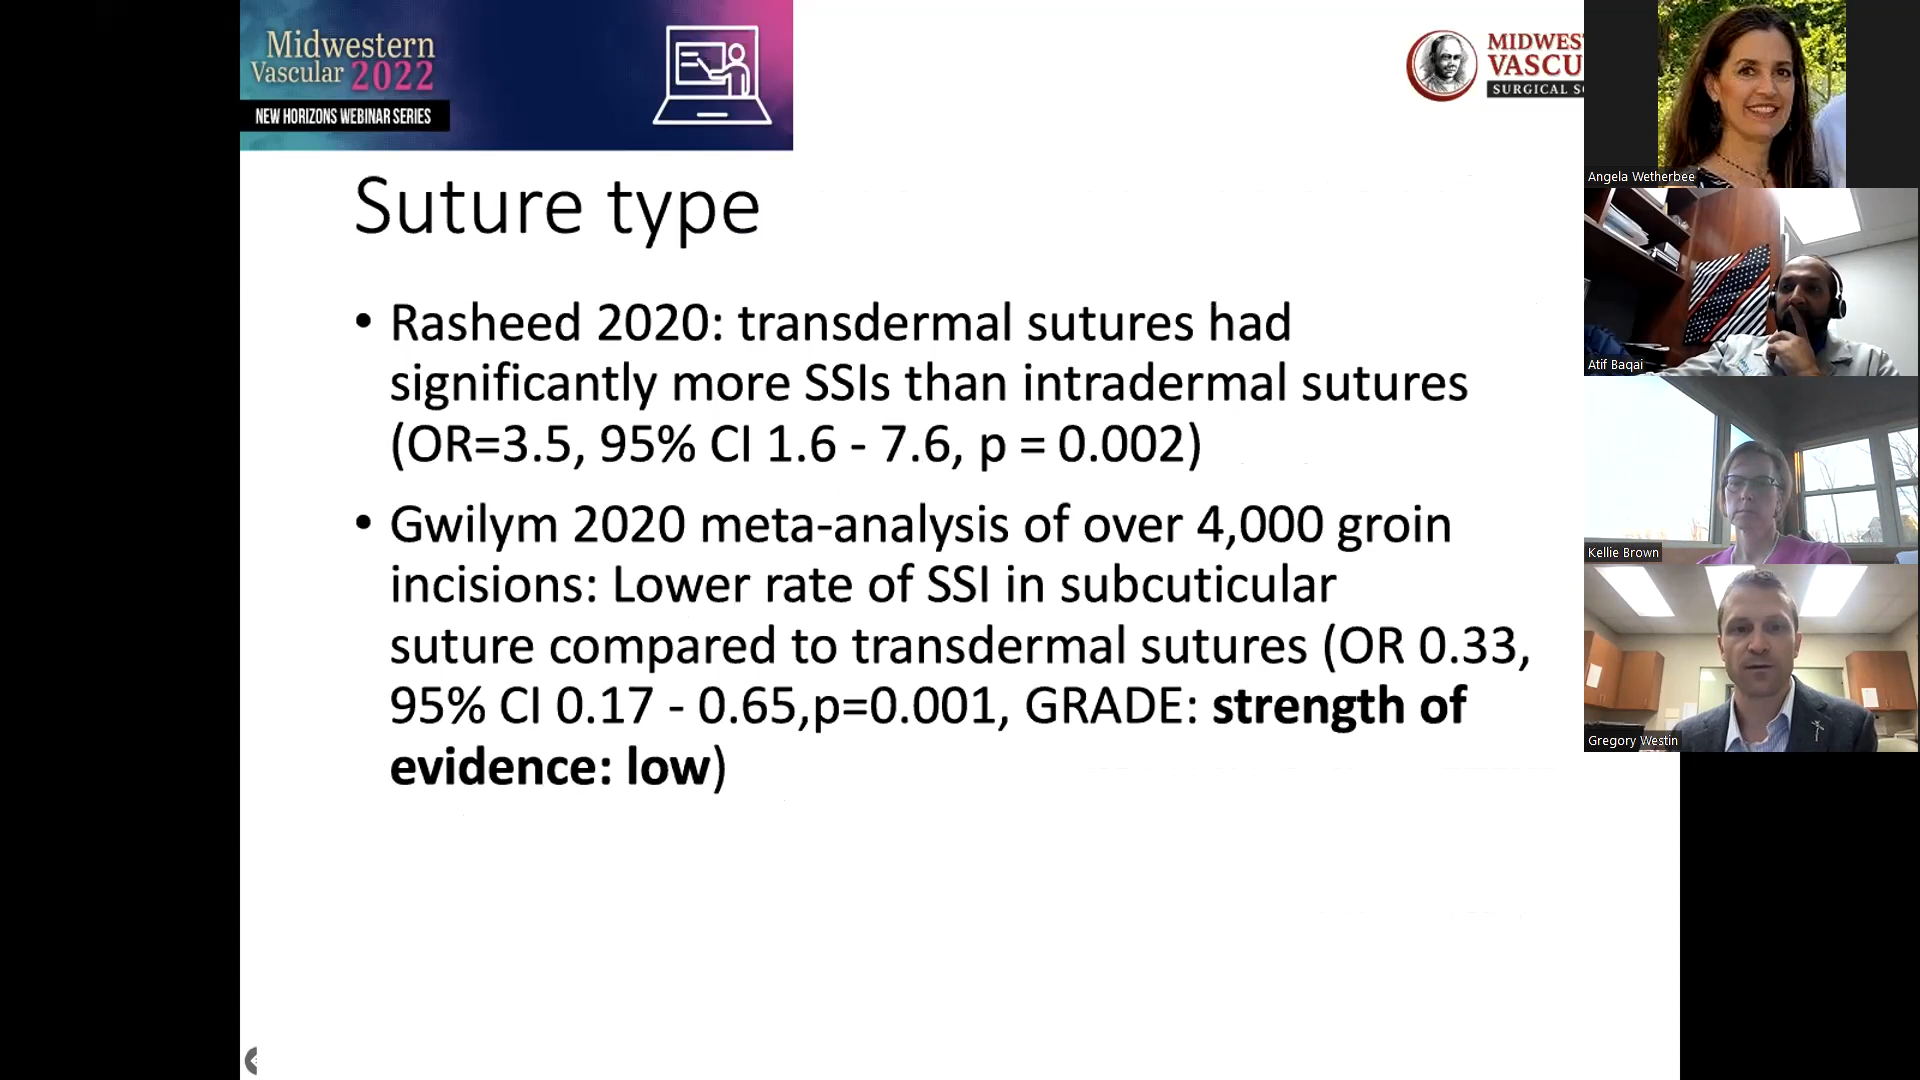 Midwestern
Vascular 2022
NEW HORIZONS WEBINAR SERIES
MIDWES
VASCU
SURGICAL S
Suture type
• Rasheed 2020: transdermal sutures had
significantly more SSIs than intradermal sutures
(OR=3.5, 95% CI 1.6 - 7.6, p = 0.002)
• Gwilym 2020 meta-analysis of over 4,000 groin
incisions: Lower rate of SSI in subcuticular
suture compared to transdermal sutures (OR 0.33,
95% CI 0.17 - 0.65,p=0.001, GRADE: strength of
evidence: low)
Angela Wetherbee
Atif Baqai
Kellie Brown
Gregory Westin